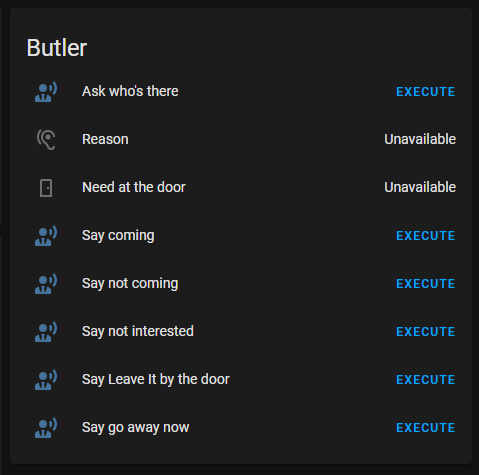 Butler
Ask who's there EXECUTE
Reason Unavailable
Need at the door Unavailable
Say coming EXECUTE
Say not coming EXECUTE
Say not interested EXECUTE
Say Leave It by the door EXECUTE
Say go away now EXECUTE